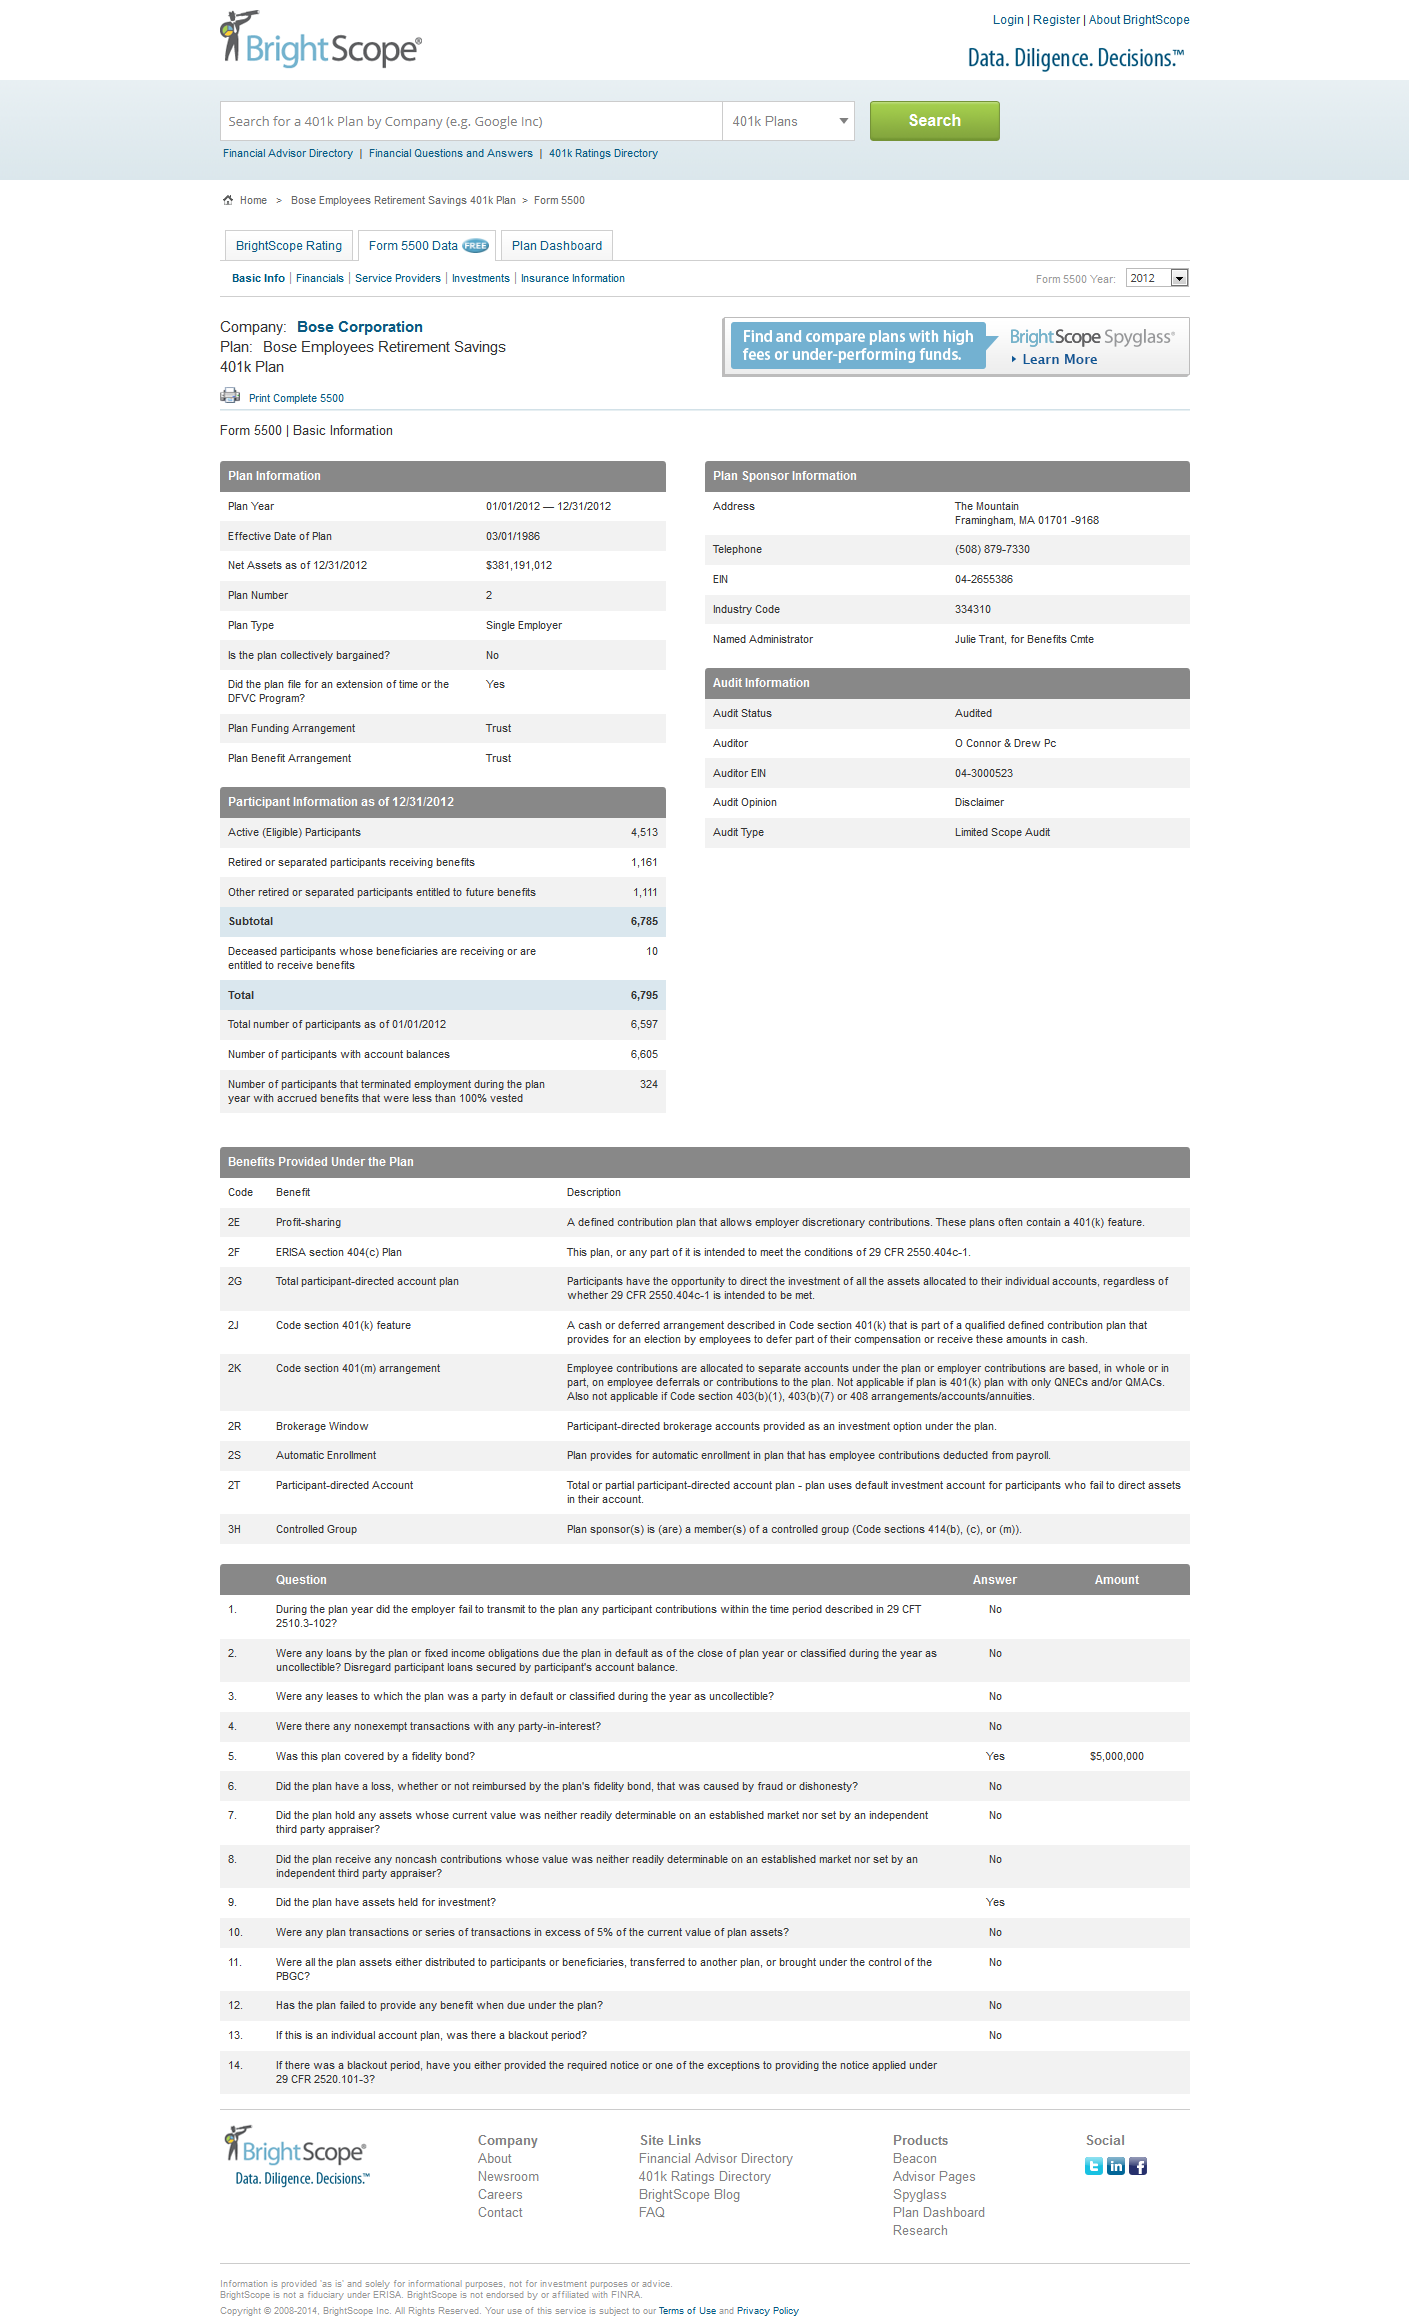 BrightScope®
Login | Register | About BrightScope
Data. Diligence. Decisions.™
Search for a 401k Plan by Company (e.g. Google Inc)
401k Plans
Search
Financial Advisor Directory | Financial Questions and Answers | 401k Ratings Directory
Home > Bose Employees Retirement Savings 401k Plan > Form 5500
BrightScope Rating
Form 5500 Data FREE
Plan Dashboard
Basic Info | Financials | Service Providers | Investments | Insurance Information
Form 5500 Year: 2012
Company: Bose Corporation
Plan: Bose Employees Retirement Savings
401k Plan
Find and compare plans with high
fees or under-performing funds.
BrightScope Spyglass®
Learn More
Print Complete 5500
Form 5500 | Basic Information
Plan Information
Plan Year 01/01/2012 — 12/31/2012
Effective Date of Plan 03/01/1986
Net Assets as of 12/31/2012 $381,191,012
Plan Number 2
Plan Type Single Employer
Is the plan collectively bargained? No
Did the plan file for an extension of time or the Yes
DFVC Program?
Plan Funding Arrangement Trust
Plan Benefit Arrangement Trust
Participant Information as of 12/31/2012
Active (Eligible) Participants 4,513
Retired or separated participants receiving benefits 1,161
Other retired or separated participants entitled to future benefits 1,111
Subtotal 6,785
Deceased participants whose beneficiaries are receiving or are 10
entitled to receive benefits
Total 6,795
Total number of participants as of 01/01/2012 6,597
Number of participants with account balances 6,605
Number of participants that terminated employment during the plan 324
year with accrued benefits that were less than 100% vested
Plan Sponsor Information
Address The Mountain
Framingham, MA 01701 -9168
Telephone (508) 879-7330
EIN 04-2655386
Industry Code 334310
Named Administrator Julie Trant, for Benefits Cmte
Audit Information
Audit Status Audited
Auditor O Connor & Drew Pc
Auditor EIN 04-3000523
Audit Opinion Disclaimer
Audit Type Limited Scope Audit
Benefits Provided Under the Plan
Code Benefit Description
2E Profit-sharing A defined contribution plan that allows employer discretionary contributions. These plans often contain a 401(k) feature.
2F ERISA section 404(c) Plan This plan, or any part of it is intended to meet the conditions of 29 CFR 2550.404c-1.
2G Total participant-directed account plan Participants have the opportunity to direct the investment of all the assets allocated to their individual accounts, regardless of
whether 29 CFR 2550.404c-1 is intended to be met.
2J Code section 401(k) feature A cash or deferred arrangement described in Code section 401(k) that is part of a qualified defined contribution plan that
provides for an election by employees to defer part of their compensation or receive these amounts in cash.
2K Code section 401(m) arrangement Employee contributions are allocated to separate accounts under the plan or employer contributions are based, in whole or in
part, on employee deferrals or contributions to the plan. Not applicable if plan is 401(k) plan with only QNECs and/or QMACs.
Also not applicable if Code section 403(b)(1), 403(b)(7) or 408 arrangements/accounts/annuities.
2R Brokerage Window Participant-directed brokerage accounts provided as an investment option under the plan.
2S Automatic Enrollment Plan provides for automatic enrollment in plan that has employee contributions deducted from payroll.
2T Participant-directed Account Total or partial participant-directed account plan - plan uses default investment account for participants who fail to direct assets
in their account.
3H Controlled Group Plan sponsor(s) is (are) a member(s) of a controlled group (Code sections 414(b), (c), or (m)).
Question Answer Amount
1. During the plan year did the employer fail to transmit to the plan any participant contributions within the time period described in 29 CFT No
2510.3-102?
2. Were any loans by the plan or fixed income obligations due the plan in default as of the close of plan year or classified during the year as No
uncollectible? Disregard participant loans secured by participant's account balance.
3. Were any leases to which the plan was a party in default or classified during the year as uncollectible? No
4. Were there any nonexempt transactions with any party-in-interest? No
5. Was this plan covered by a fidelity bond? Yes $5,000,000
6. Did the plan have a loss, whether or not reimbursed by the plan's fidelity bond, that was caused by fraud or dishonesty? No
7. Did the plan hold any assets whose current value was neither readily determinable on an established market nor set by an independent No
third party appraiser?
8. Did the plan receive any noncash contributions whose value was neither readily determinable on an established market nor set by an No
independent third party appraiser?
9. Did the plan have assets held for investment? Yes
10. Were any plan transactions or series of transactions in excess of 5% of the current value of plan assets? No
11. Were all the plan assets either distributed to participants or beneficiaries, transferred to another plan, or brought under the control of the No
PBGC?
12. Has the plan failed to provide any benefit when due under the plan? No
13. If this is an individual account plan, was there a blackout period? No
14. If there was a blackout period, have you either provided the required notice or one of the exceptions to providing the notice applied under
29 CFR 2520.101-3?
BrightScope®
Data. Diligence. Decisions.™
Company
About
Newsroom
Careers
Contact
Site Links
Financial Advisor Directory
401k Ratings Directory
BrightScope Blog
FAQ
Products
Beacon
Advisor Pages
Spyglass
Plan Dashboard
Research
Social
t in f
Information is provided 'as is' and solely for informational purposes, not for investment purposes or advice.
BrightScope is not a fiduciary under ERISA. BrightScope is not endorsed by or affiliated with FINRA.
Copyright © 2008-2014, BrightScope Inc. All Rights Reserved. Your use of this service is subject to our Terms of Use and Privacy Policy